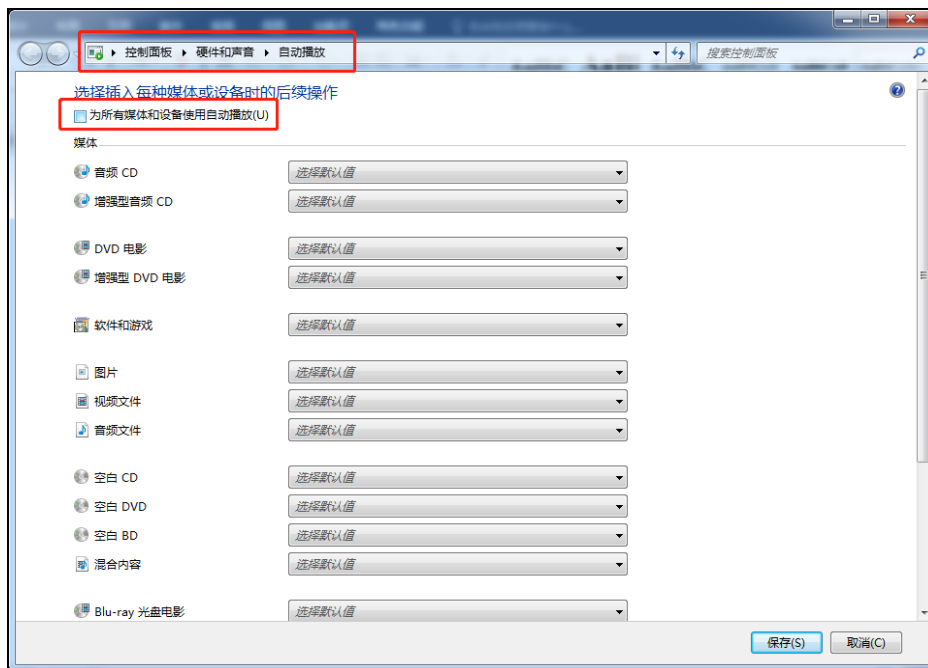 控制面板 硬件和声音 自动播放 搜索控制面板
选择插入每种媒体或设备时的后续操作
为所有媒体和设备使用自动播放(U)
媒体
音频 CD 选择默认值
增强型音频 CD 选择默认值
DVD 电影 选择默认值
增强型 DVD 电影 选择默认值
软件和游戏 选择默认值
图片 选择默认值
视频文件 选择默认值
音频文件 选择默认值
空白 CD 选择默认值
空白 DVD 选择默认值
空白 BD 选择默认值
混合内容 选择默认值
Blu-ray 光盘电影 选择默认值
保存(S) 取消(C)